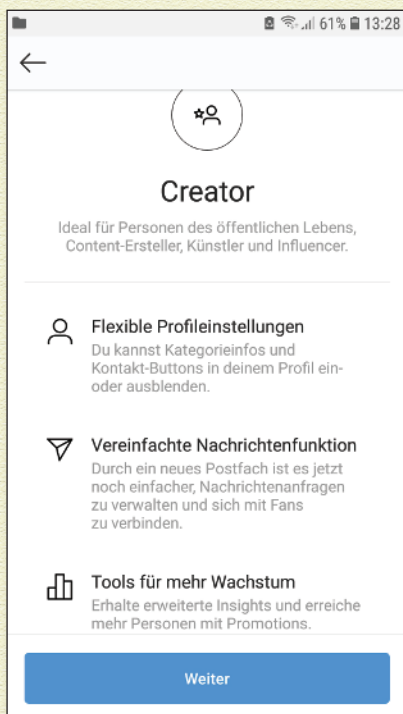 61% 13:28
Creator
Ideal für Personen des öffentlichen Lebens,
Content-Ersteller, Künstler und Influencer.
Flexible Profileinstellungen
Du kannst Kategorieinfos und
Kontakt-Buttons in deinem Profil ein-
oder ausblenden.
Vereinfachte Nachrichtenfunktion
Durch ein neues Postfach ist es jetzt
noch einfacher, Nachrichtenanfragen
zu verwalten und sich mit Fans
zu verbinden.
Tools für mehr Wachstum
Erhalte erweiterte Insights und erreiche
mehr Personen mit Promotions.
Weiter